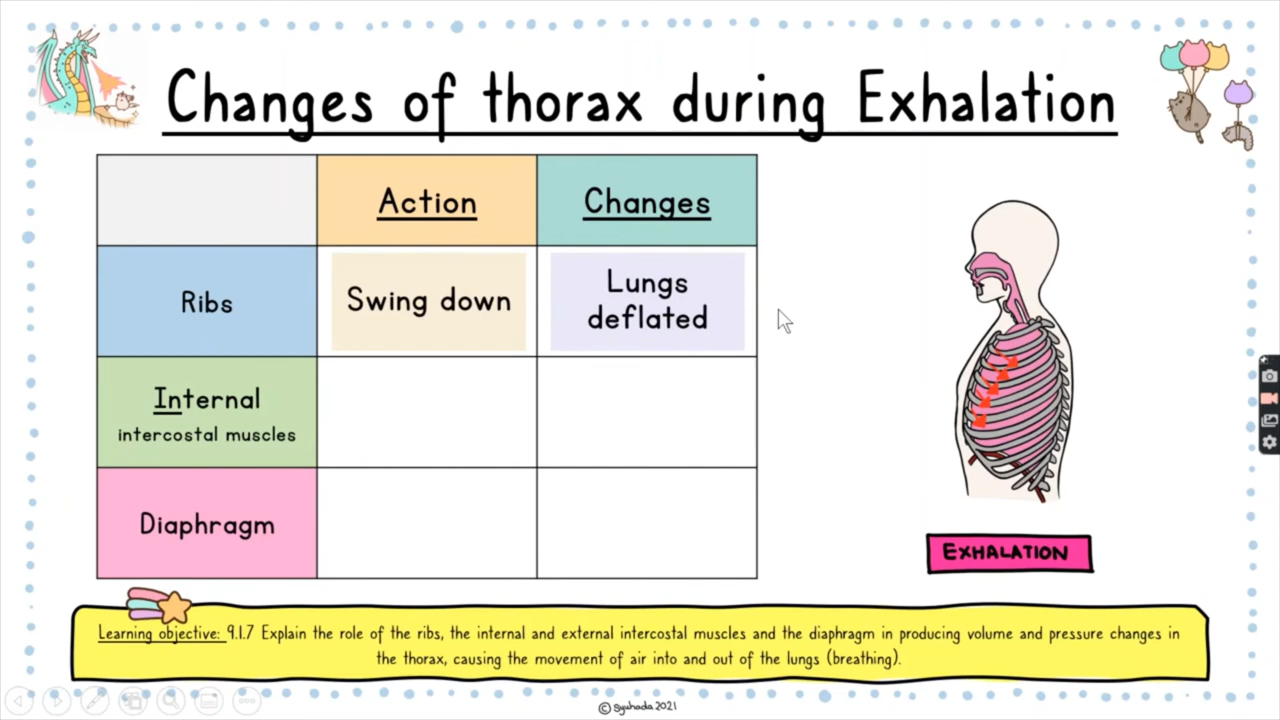 Changes of thorax during Exhalation
Action
Changes
Ribs
Swing down
Lungs
deflated
Internal
intercostal muscles
Diaphragm
EXHALATION
Learning objective: 9.1.7 Explain the role of the ribs, the internal and external intercostal muscles and the diaphragm in producing volume and pressure changes in
the thorax, causing the movement of air into and out of the lungs (breathing).
© Syuhada 2021